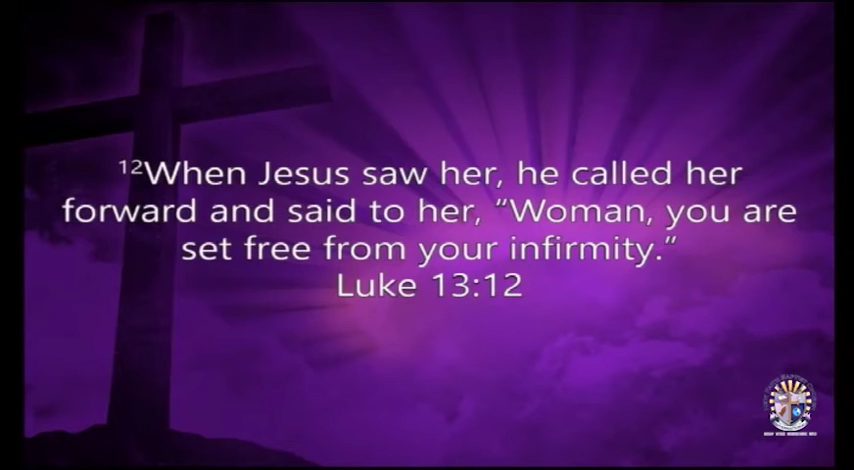 ¹²When Jesus saw her, he called her
forward and said to her, “Woman, you are
set free from your infirmity.”
Luke 13:12